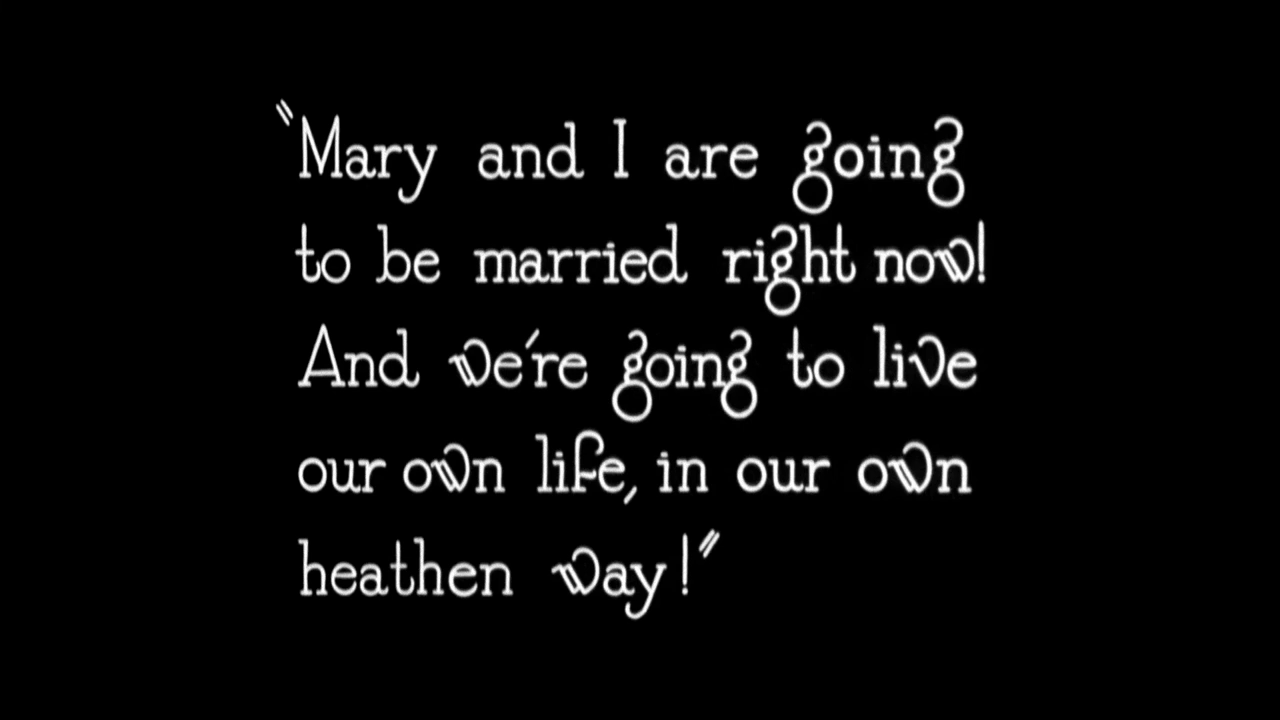 "Mary and I are going
to be married right now!
And we're going to live
our own life, in our own
heathen way!"